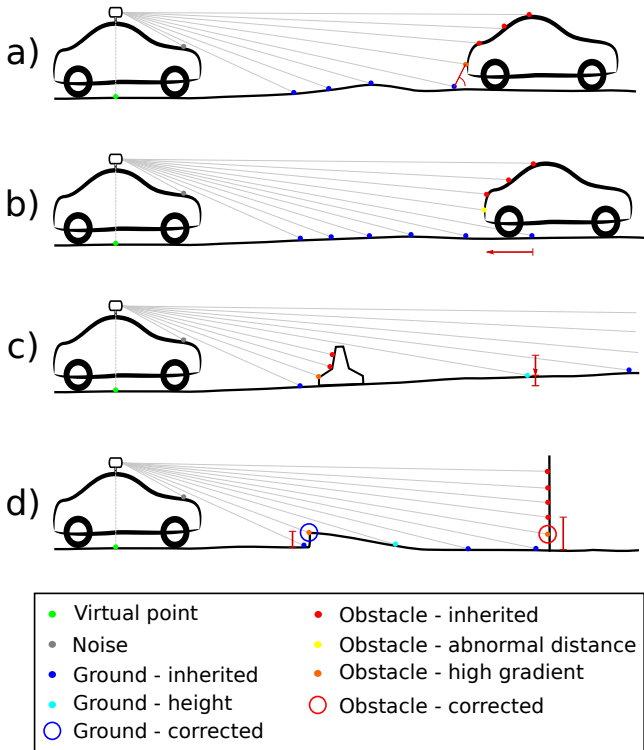 a)
b)
c)
d)
Virtual point
Noise
Ground - inherited
Ground - height
Ground - corrected
Obstacle - inherited
Obstacle - abnormal distance
Obstacle - high gradient
Obstacle - corrected